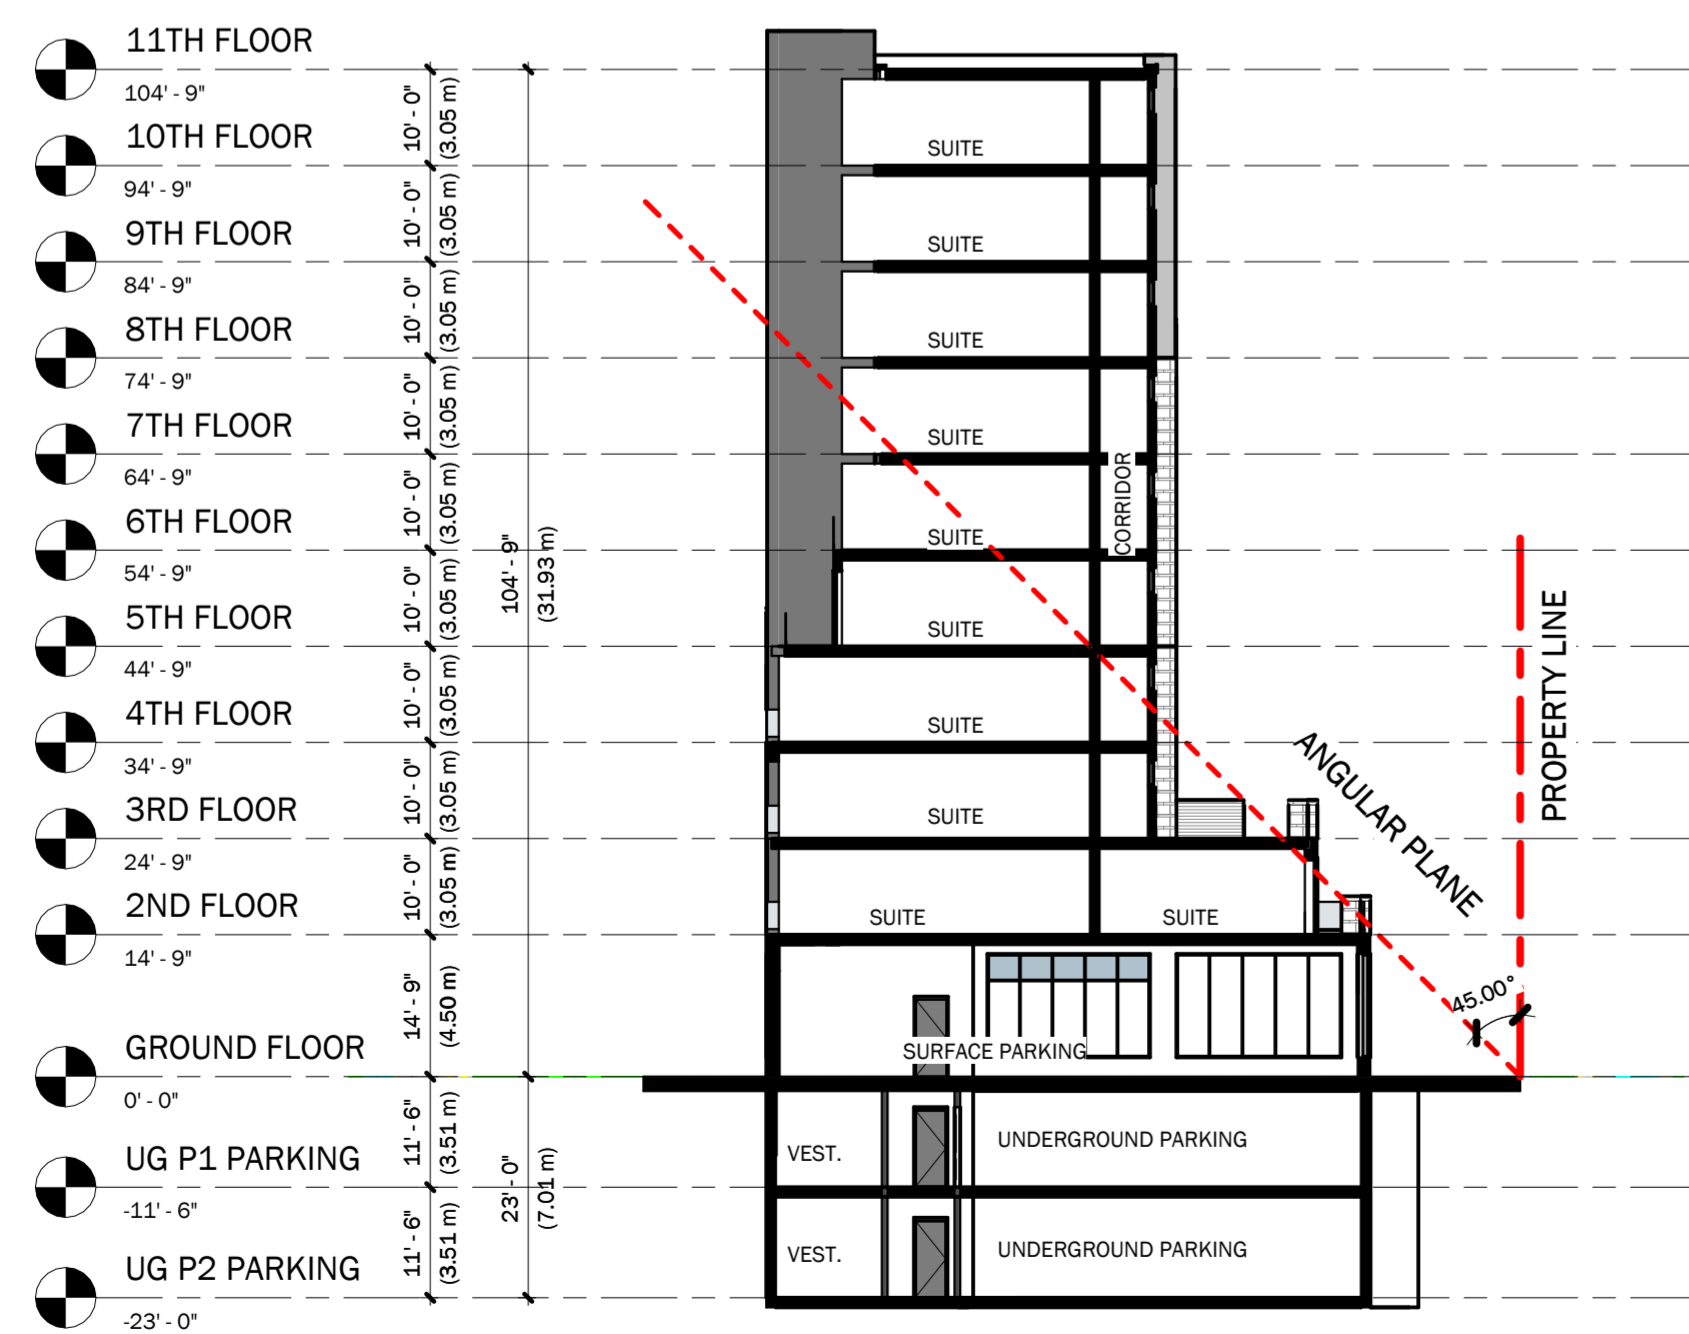 11TH FLOOR
104' - 9"
10TH FLOOR
94' - 9"
9TH FLOOR
84' - 9"
8TH FLOOR
74' - 9"
7TH FLOOR
64' - 9"
6TH FLOOR
54' - 9"
5TH FLOOR
44' - 9"
4TH FLOOR
34' - 9"
3RD FLOOR
24' - 9"
2ND FLOOR
14' - 9"
GROUND FLOOR
0' - 0"
UG P1 PARKING
-11' - 6"
UG P2 PARKING
-23' - 0"
10' - 0"
(3.05 m)
10' - 0"
(3.05 m)
10' - 0"
(3.05 m)
10' - 0"
(3.05 m)
10' - 0"
(3.05 m)
10' - 0"
(3.05 m)
10' - 0"
(3.05 m)
10' - 0"
(3.05 m)
10' - 0"
(3.05 m)
14' - 9"
(4.50 m)
11' - 6"
(3.51 m)
11' - 6"
(3.51 m)
104' - 9"
(31.93 m)
23' - 0"
(7.01 m)
SUITE
SUITE
SUITE
SUITE
SUITE
SUITE
SUITE
SUITE
SUITE
SUITE
CORRIDOR
SURFACE PARKING
VEST.
UNDERGROUND PARKING
VEST.
UNDERGROUND PARKING
ANGULAR PLANE
PROPERTY LINE
45.00°